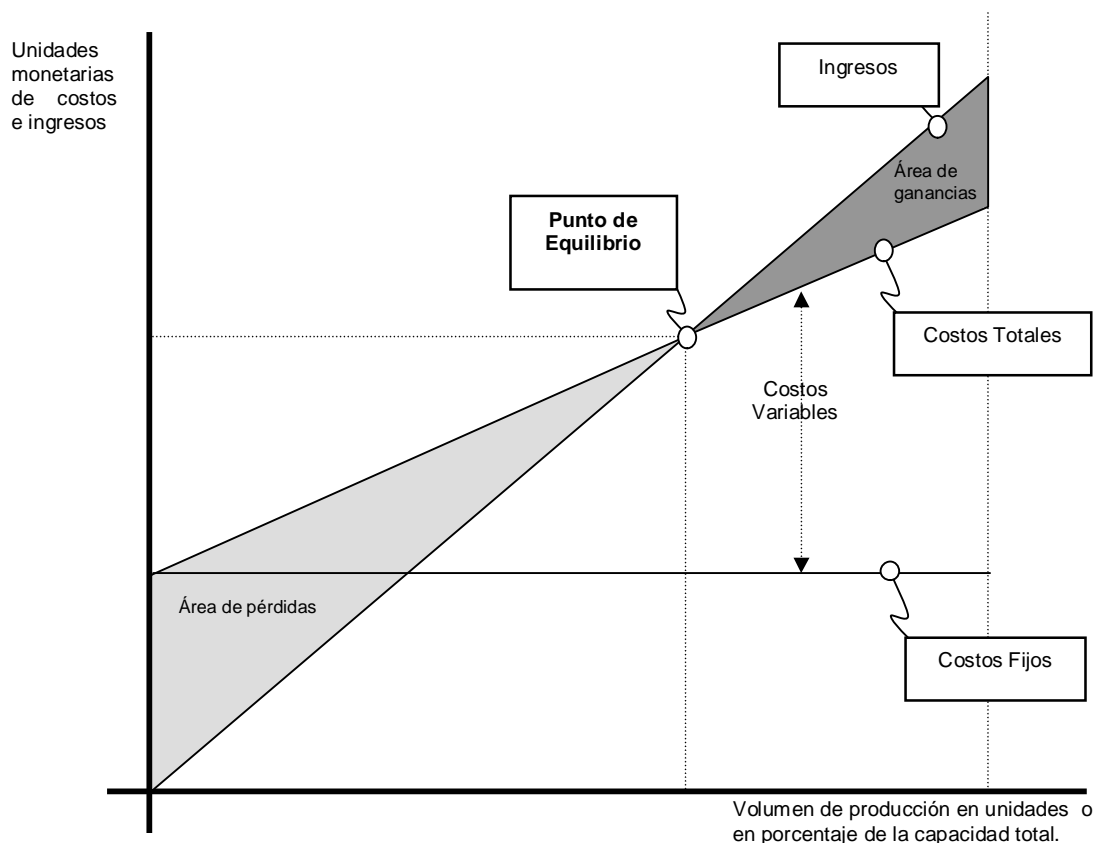 Unidades
monetarias
de costos
e ingresos
Ingresos
Área de
ganancias
Punto de
Equilibrio
Costos Totales
Costos
Variables
Área de pérdidas
Costos Fijos
Volumen de producción en unidades o
en porcentaje de la capacidad total.